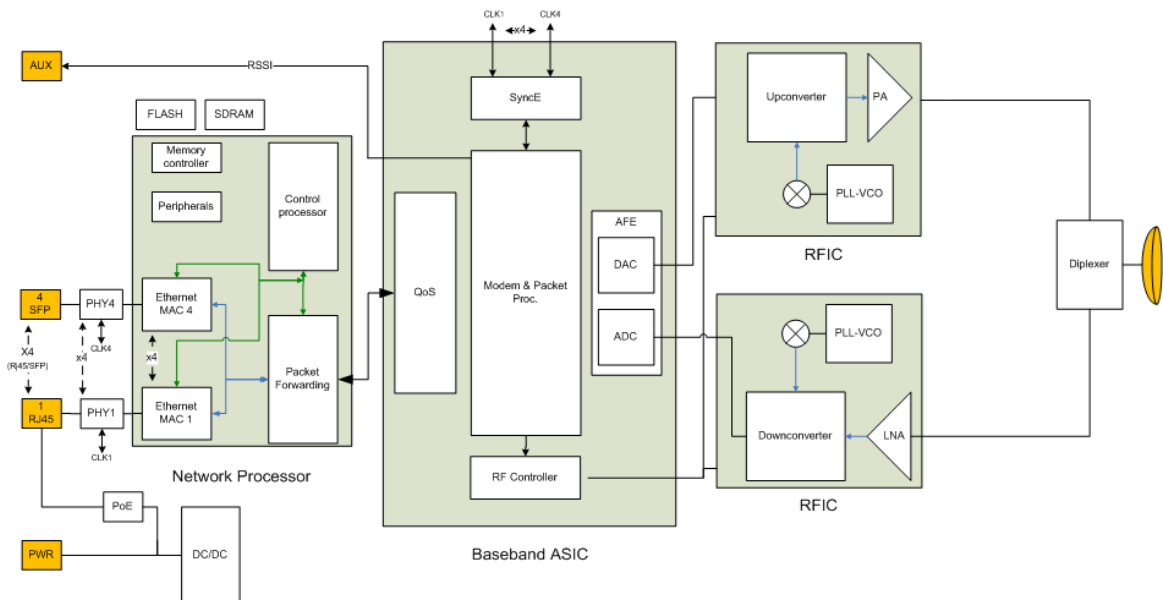 CLK1
x4
CLK4
AUX
RSSI
SyncE
Upconverter
PA
FLASH
SDRAM
Memory
controller
Peripherals
Control
processor
PLL-VCO
AFE
DAC
RFIC
Diplexer
4
SFP
PHY4
Ethernet
MAC 4
QoS
Modem & Packet
Proc.
ADC
PLL-VCO
CLK4
X4
(Rj45/SFP)
x4
x4
Packet
Forwarding
1
RJ45
PHY1
Ethernet
MAC 1
Downconverter
LNA
CLK1
Network Processor
RF Controller
RFIC
PoE
PWR
DC/DC
Baseband ASIC